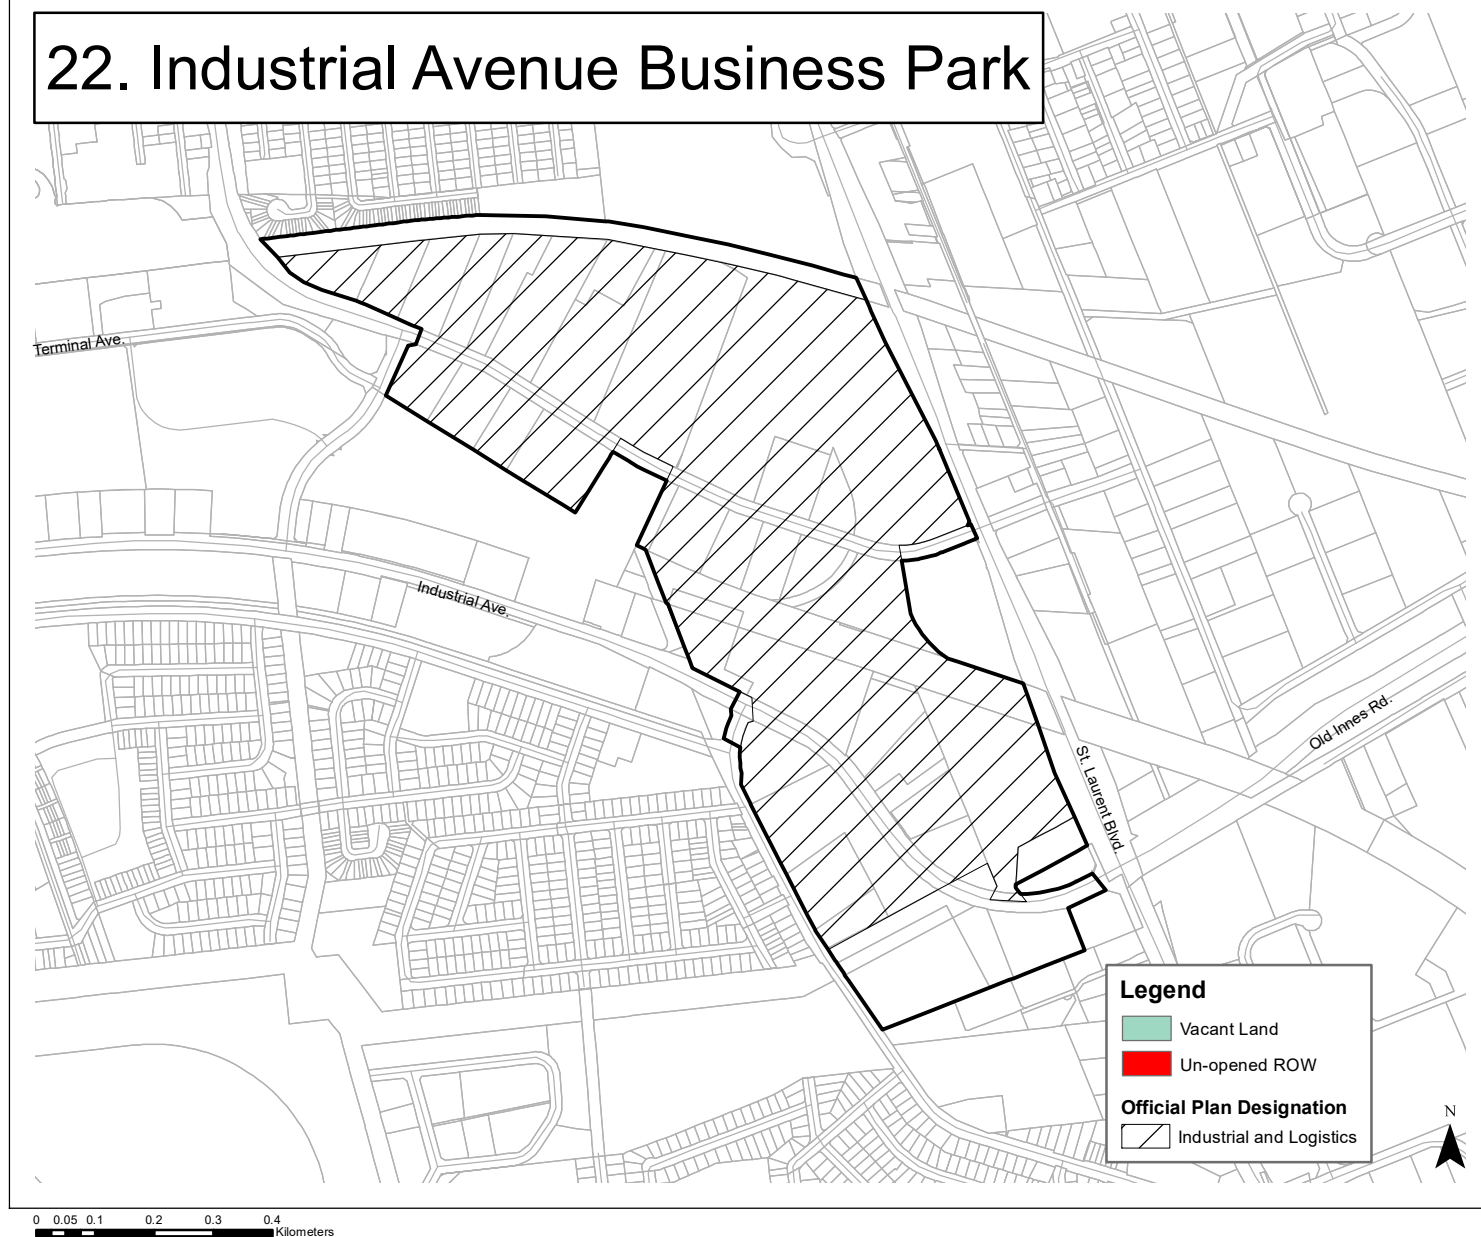 22. Industrial Avenue Business Park
Terminal Ave.
Industrial Ave.
Old Innes Rd.
St. Laurent Blvd.
Legend
Vacant Land
Un-opened ROW
Official Plan Designation
Industrial and Logistics
N
0 0.05 0.1 0.2 0.3 0.4
Kilometers